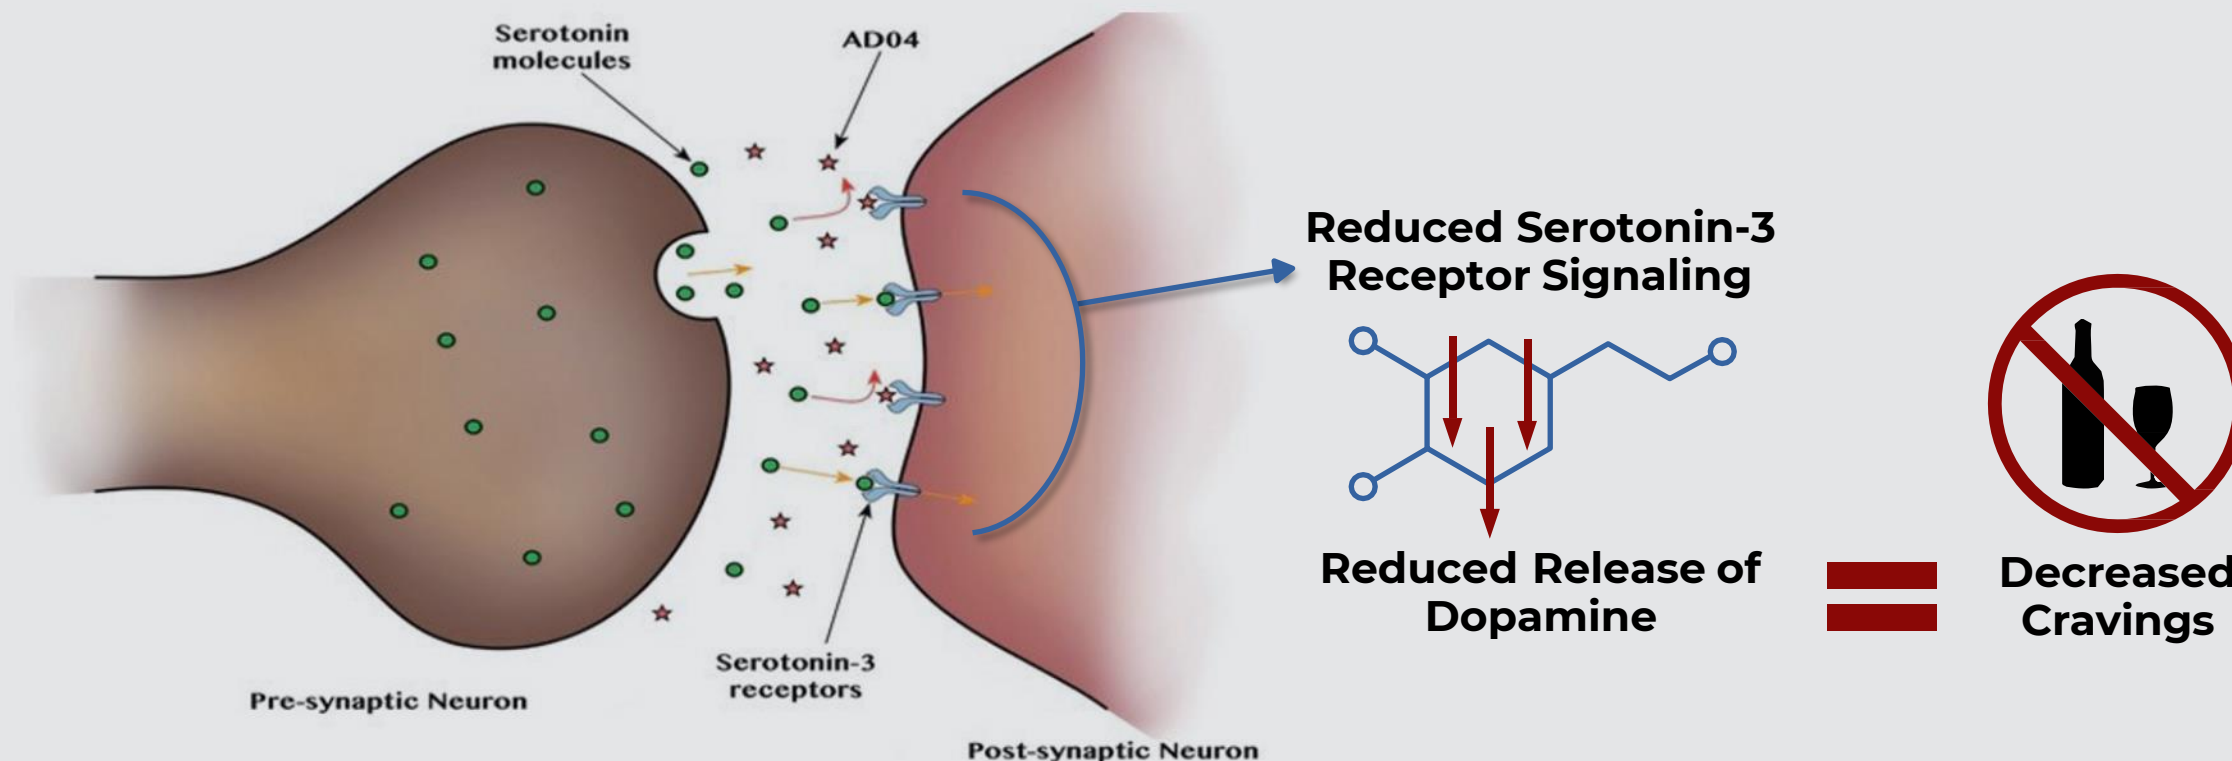 Serotonin
molecules
AD04
Serotonin-3
receptors
Pre-synaptic Neuron
Post-synaptic Neuron
Reduced Serotonin-3
Receptor Signaling
Reduced Release of
Dopamine
Decreased
Cravings